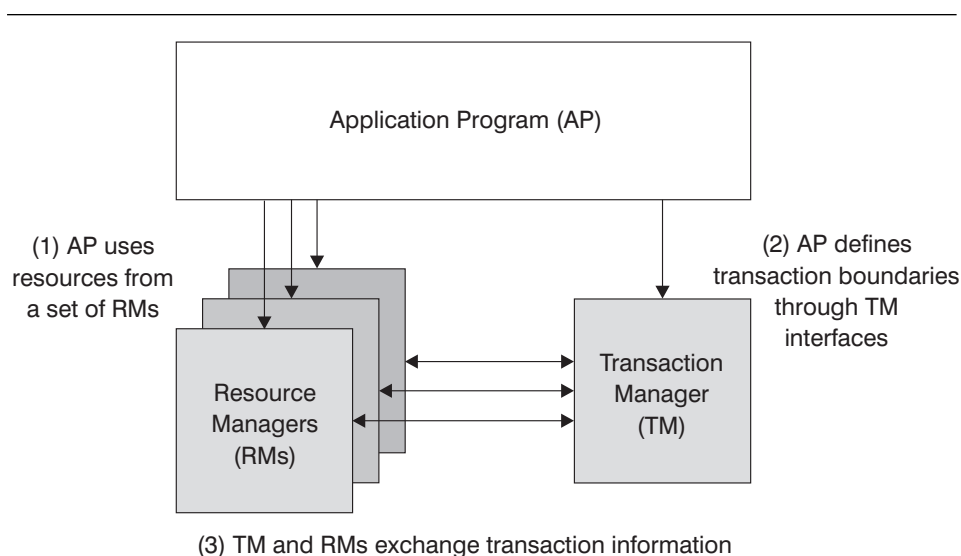 Application Program (AP)
(1) AP uses
resources from
a set of RMs
(2) AP defines
transaction boundaries
through TM
interfaces
Resource
Managers
(RMs)
Transaction
Manager
(TM)
(3) TM and RMs exchange transaction information